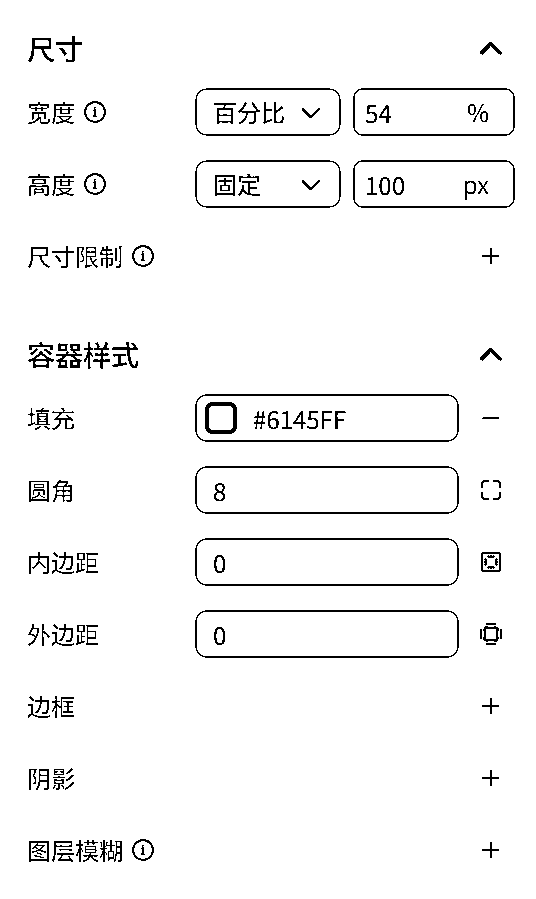 尺寸
宽度 百分比 54 %
高度 固定 100 px
尺寸限制
容器样式
填充 #6145FF
圆角 8
内边距 0
外边距 0
边框
阴影
图层模糊